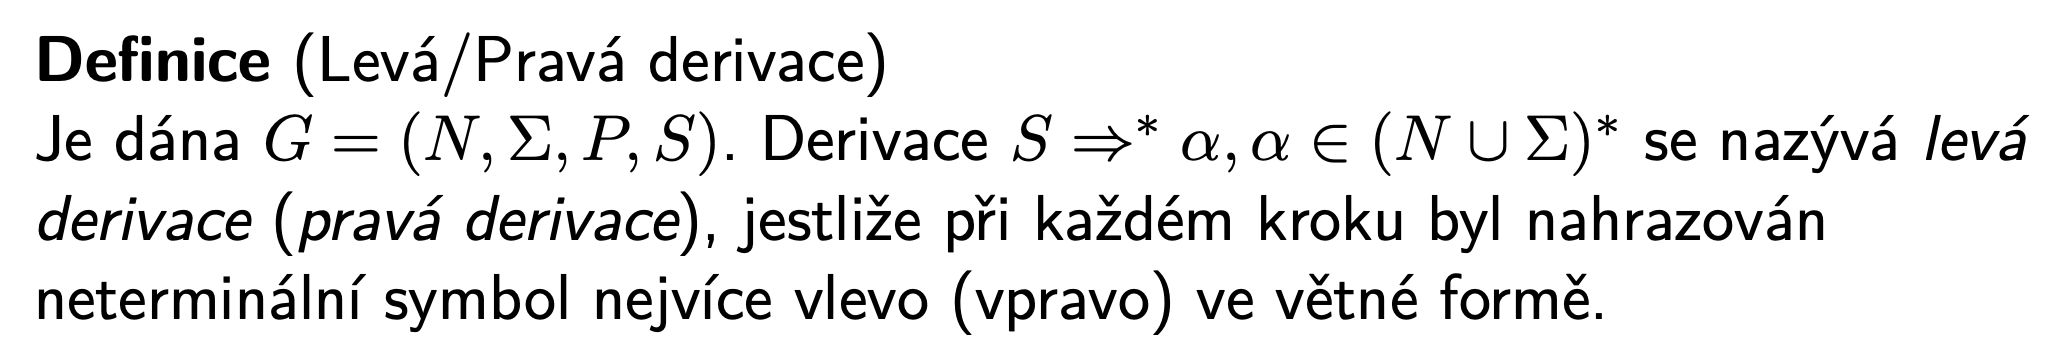 Definice (Levá/Pravá derivace)
Je dána G = (N, Σ, P, S). Derivace S ⇒* α, α ∈ (N ∪ Σ)* se nazývá levá
derivace (pravá derivace), jestliže při každém kroku byl nahrazován
neterminální symbol nejvíce vlevo (vpravo) ve větné formě.